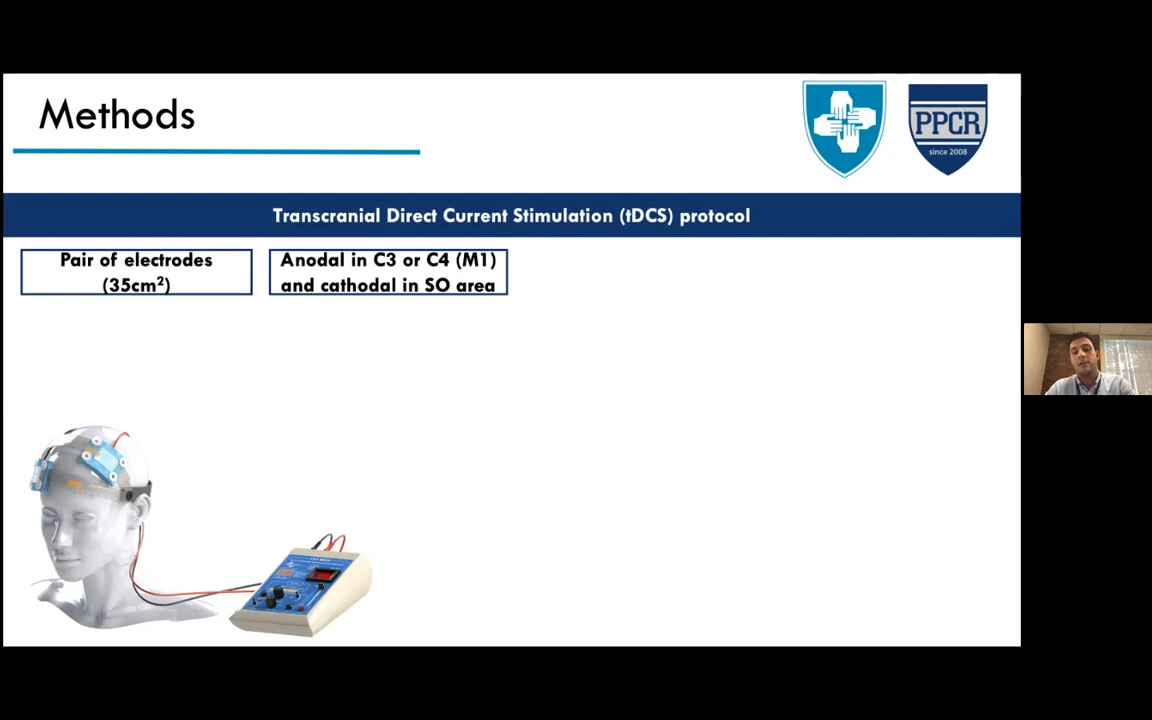 Methods
PPCR
since 2008
Transcranial Direct Current Stimulation (tDCS) protocol
Pair of electrodes
(35cm²)
Anodal in C3 or C4 (M1)
and cathodal in SO area